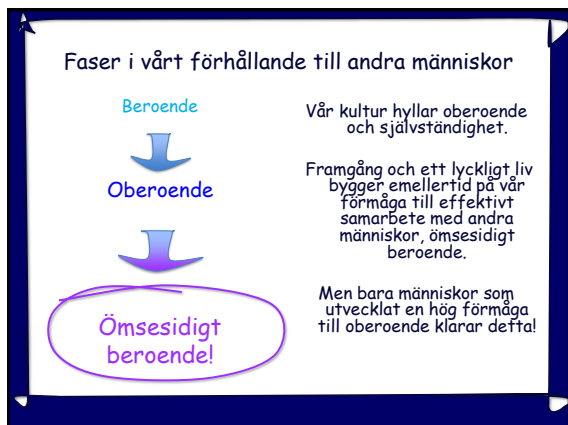 Faser i vårt förhållande till andra människor
Beroende
Oberoende
Ömsesidigt
beroende!
Vår kultur hyllar oberoende
och självständighet.
Framgång och ett lyckligt liv
bygger emellertid på vår
förmåga till effektivt
samarbete med andra
människor, ömsesidigt
beroende.
Men bara människor som
utvecklat en hög förmåga
till oberoende klarar detta!